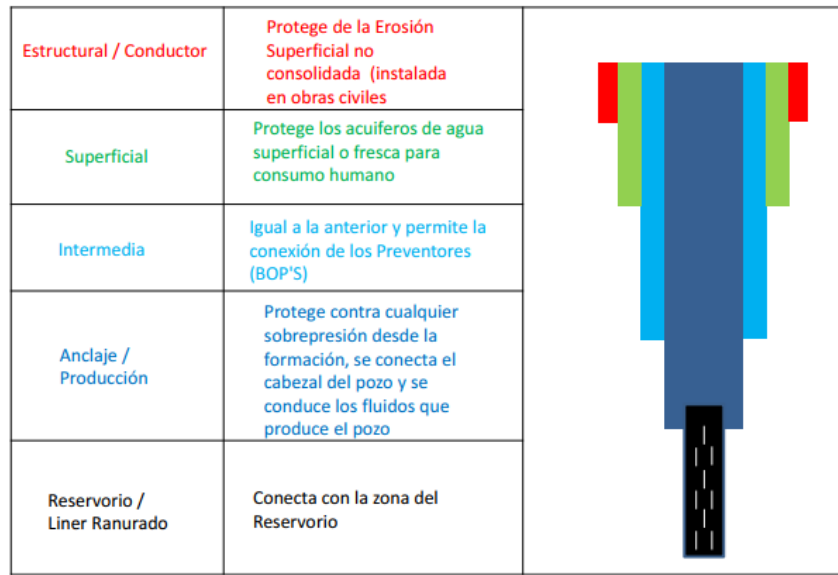 Estructural / Conductor
Protege de la Erosión
Superficial no
consolidada  (instalada
en obras civiles
Superficial
Protege los acuiferos de agua
superficial o fresca para
consumo humano
Intermedia
Igual a la anterior y permite la
conexión de los Preventores
(BOP'S)
Anclaje /
Producción
Protege contra cualquier
sobrepresión desde la
formación, se conecta el
cabezal del pozo y se
conduce los fluidos que
produce el pozo
Reservorio /
Liner Ranurado
Conecta con la zona del
Reservorio